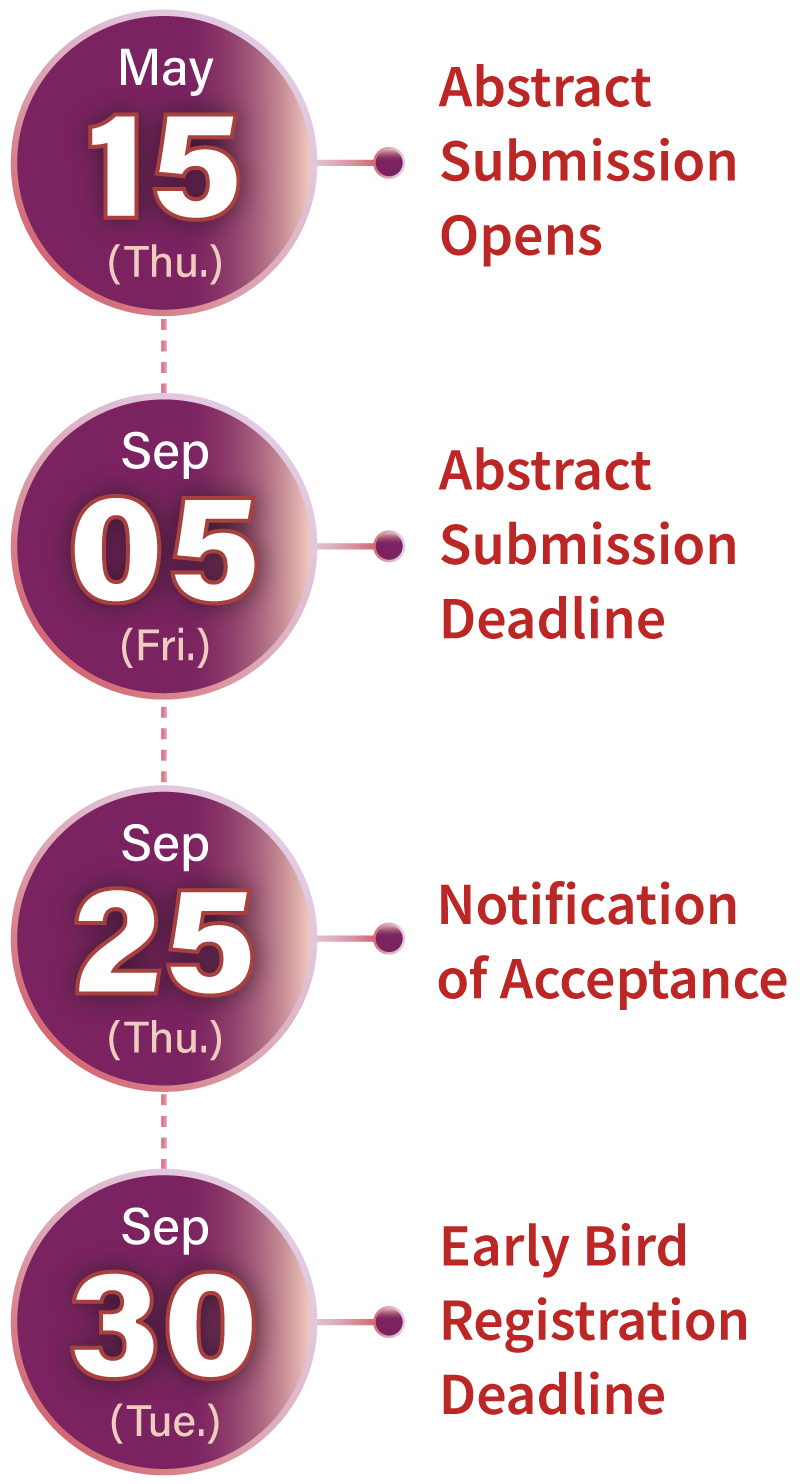 May
15
(Thu.)
Abstract
Submission
Opens
Sep
05
(Fri.)
Abstract
Submission
Deadline
Sep
25
(Thu.)
Notification
of Acceptance
Sep
30
(Tue.)
Early Bird
Registration
Deadline